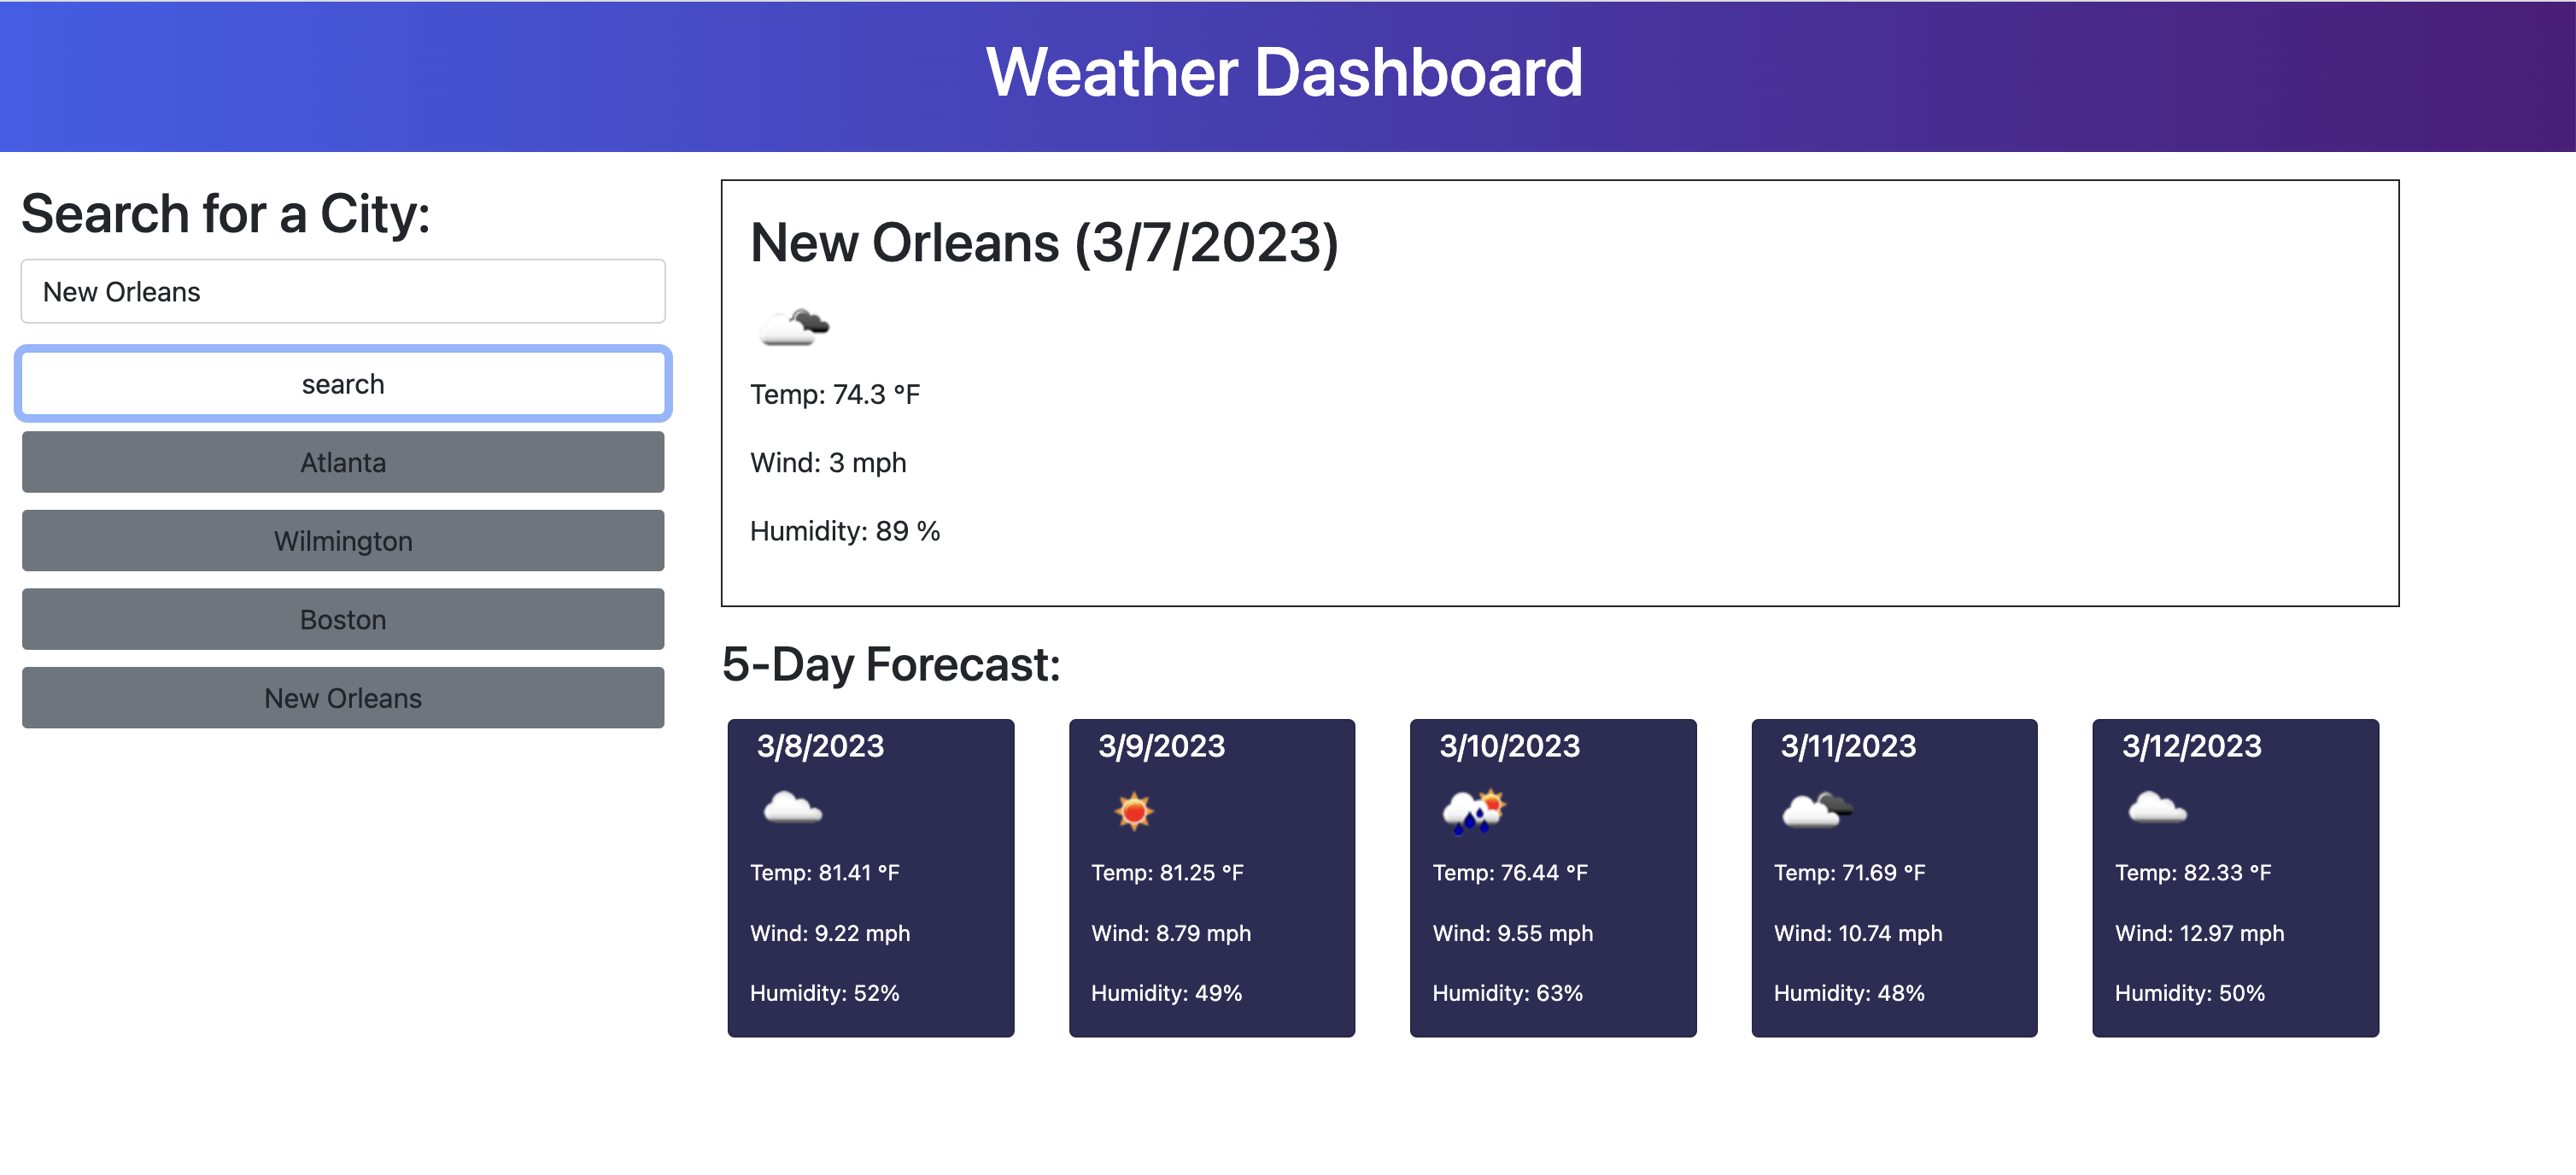 Weather Dashboard
Search for a City:
New Orleans
search
Atlanta
Wilmington
Boston
New Orleans
New Orleans (3/7/2023)
Temp: 74.3 °F
Wind: 3 mph
Humidity: 89 %
5-Day Forecast:
3/8/2023
Temp: 81.41 °F
Wind: 9.22 mph
Humidity: 52%
3/9/2023
Temp: 81.25 °F
Wind: 8.79 mph
Humidity: 49%
3/10/2023
Temp: 76.44 °F
Wind: 9.55 mph
Humidity: 63%
3/11/2023
Temp: 71.69 °F
Wind: 10.74 mph
Humidity: 48%
3/12/2023
Temp: 82.33 °F
Wind: 12.97 mph
Humidity: 50%